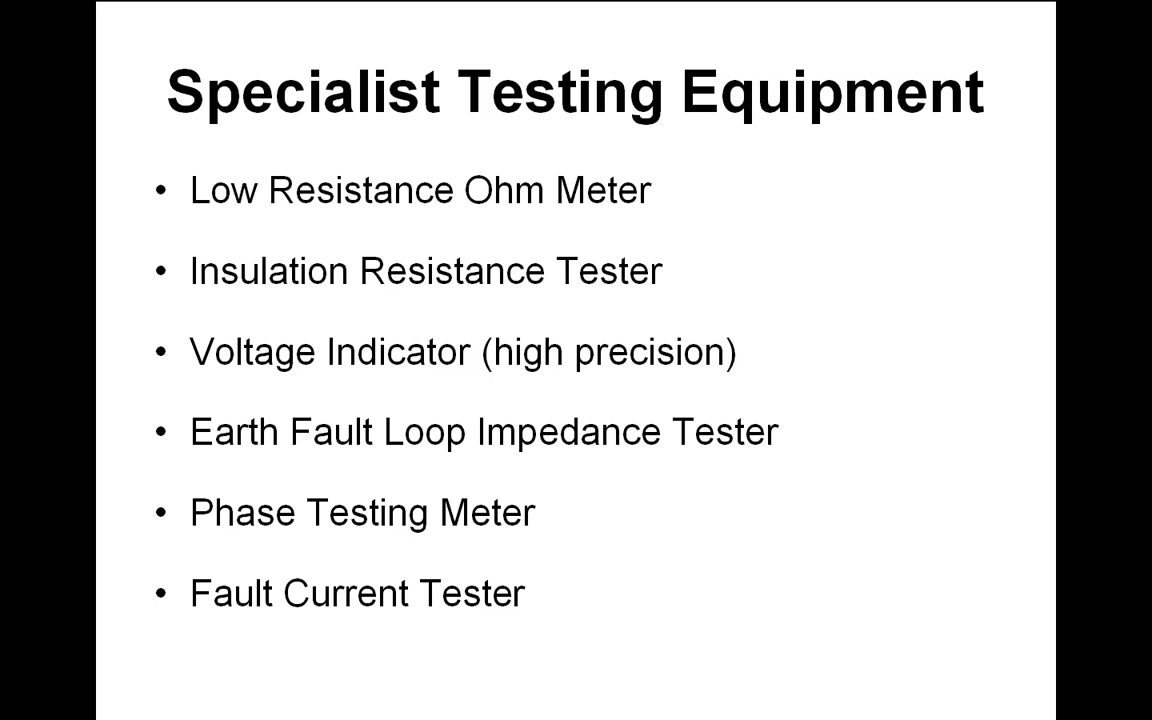 Specialist Testing Equipment
• Low Resistance Ohm Meter
• Insulation Resistance Tester
• Voltage Indicator (high precision)
• Earth Fault Loop Impedance Tester
• Phase Testing Meter
• Fault Current Tester